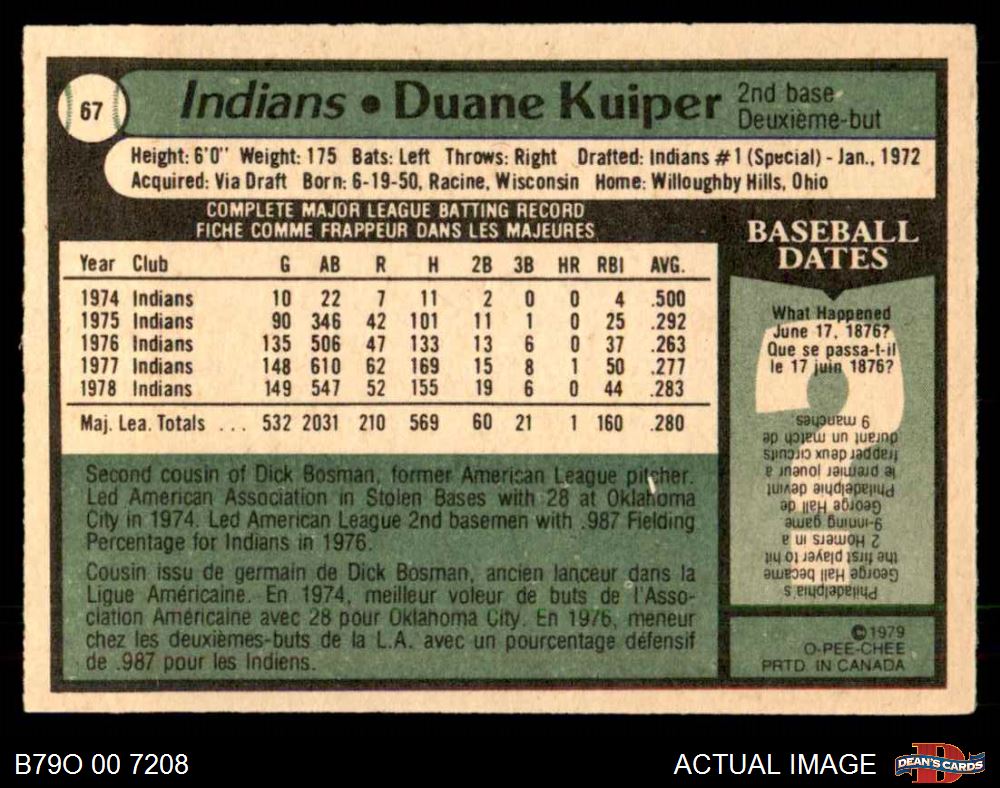 67
Indians • Duane Kuiper
2nd base
Deuxième-but
Height: 6'0" Weight: 175 Bats: Left Throws: Right Drafted: Indians #1 (Special) - Jan., 1972
Acquired: Via Draft Born: 6-19-50, Racine, Wisconsin Home: Willoughby Hills, Ohio
COMPLETE MAJOR LEAGUE BATTING RECORD
FICHE COMME FRAPPEUR DANS LES MAJEURES
Year Club G AB R H 2B 3B HR RBI AVG.
1974 Indians 10 22 7 11 2 0 0 4 .500
1975 Indians 90 346 42 101 11 1 0 25 .292
1976 Indians 135 506 47 133 13 6 0 37 .263
1977 Indians 148 610 62 169 15 8 1 50 .277
1978 Indians 149 547 52 155 19 6 0 44 .283
Maj. Lea. Totals ... 532 2031 210 569 60 21 1 160 .280
Second cousin of Dick Bosman, former American League pitcher.
Led American Association in Stolen Bases with 28 at Oklahoma
City in 1974. Led American League 2nd basemen with .987 Fielding
Percentage for Indians in 1976.
Cousin issu de germain de Dick Bosman, ancien lanceur dans la
Ligue Américaine. En 1974, meilleur voleur de buts de l'Asso-
ciation Américaine avec 28 pour Oklahoma City. En 1976, meneur
chez les deuxièmes-buts de la L.A. avec un pourcentage défensif
de .987 pour les Indiens.
BASEBALL
DATES
What Happened
June 17, 1876?
Que se passa-t-il
le 17 juin 1876?
Philadelphia's
George Hall became
the first player to hit
2 Homers in a
9-inning game
George Hall de
Philadelphie devint
le premier joueur à
frapper deux circuits
durant un match de
9 manches
©1979
O-PEE-CHEE
PRTD. IN CANADA
B79O 00 7208
ACTUAL IMAGE
DEAN'S CARDS